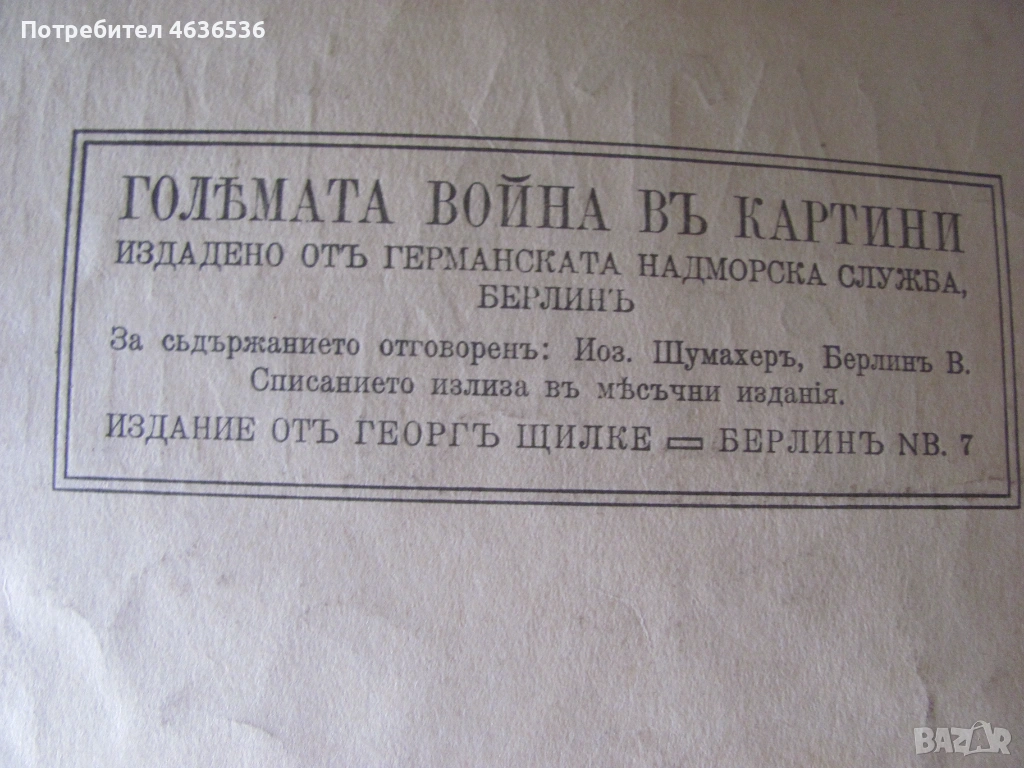 Потребител 4636536
ГОЛѢМАТА ВОЙНА ВЪ КАРТИНИ
ИЗДАДЕНО ОТЪ ГЕРМАНСКАТА НАДМОРСКА СЛУЖБА,
БЕРЛИНЪ
За съдържанието отговоренъ: Иоз. Шумахеръ, Берлинъ В.
Списанието излиза въ мѣсъчни изданія.
ИЗДАНИЕ ОТЪ ГЕОРГЪ ЩИЛКЕ БЕРЛИНЪ NB. 7
BAZAR